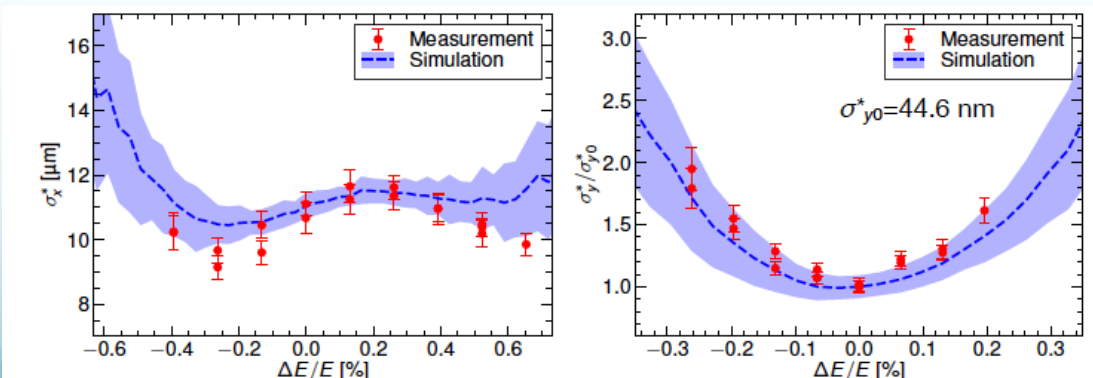 Measurement
Simulation
σ*x [μm]
16
14
12
10
8
−0.6 −0.4 −0.2 0.0 0.2 0.4 0.6
ΔE/E [%]
Measurement
Simulation
σ*y0=44.6 nm
σ*y/σ*y0
3.0
2.5
2.0
1.5
1.0
−0.3 −0.2 −0.1 0.0 0.1 0.2 0.3
ΔE/E [%]